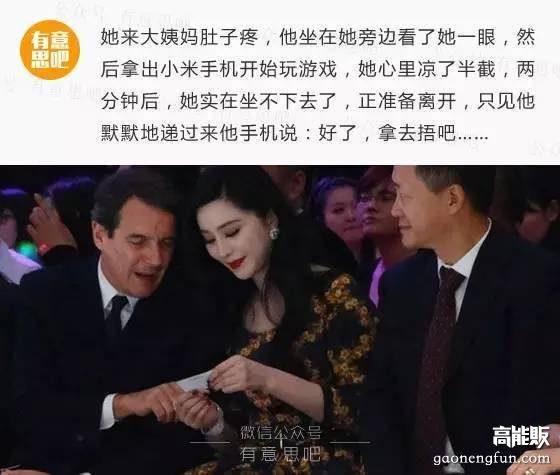 有意
思吧
她来大姨妈肚子疼，他坐在她旁边看了她一眼，然
后拿出小米手机开始玩游戏，她心里凉了半截，两
分钟后，她实在坐不下去了，正准备离开，只见他
默默地递过来他手机说：好了，拿去捂吧……
微信公众号
有意思吧
高能贩
gaonengfun.com